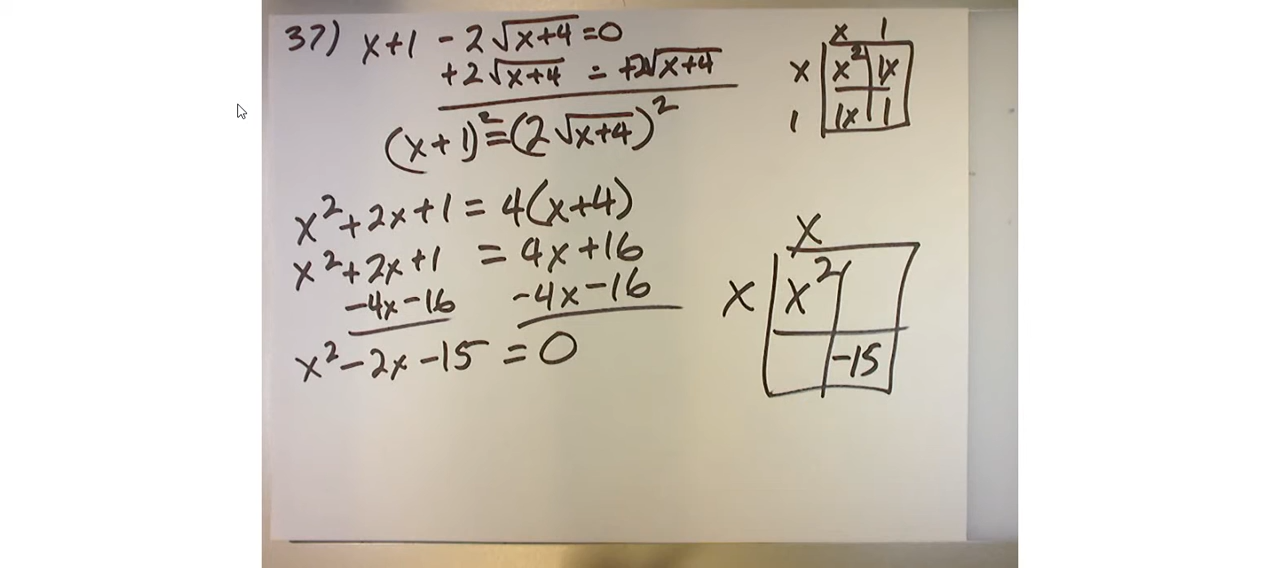 37) x+1 -2√x+4 =0
+2√x+4 = +2√x+4
(x+1)² = (2√x+4)²
x²+2x+1 = 4(x+4)
x²+2x+1 = 4x+16
-4x-16 -4x-16
x²-2x-15 = 0
x 1
x x² 1x
1 1x 1
x
x x²
-15